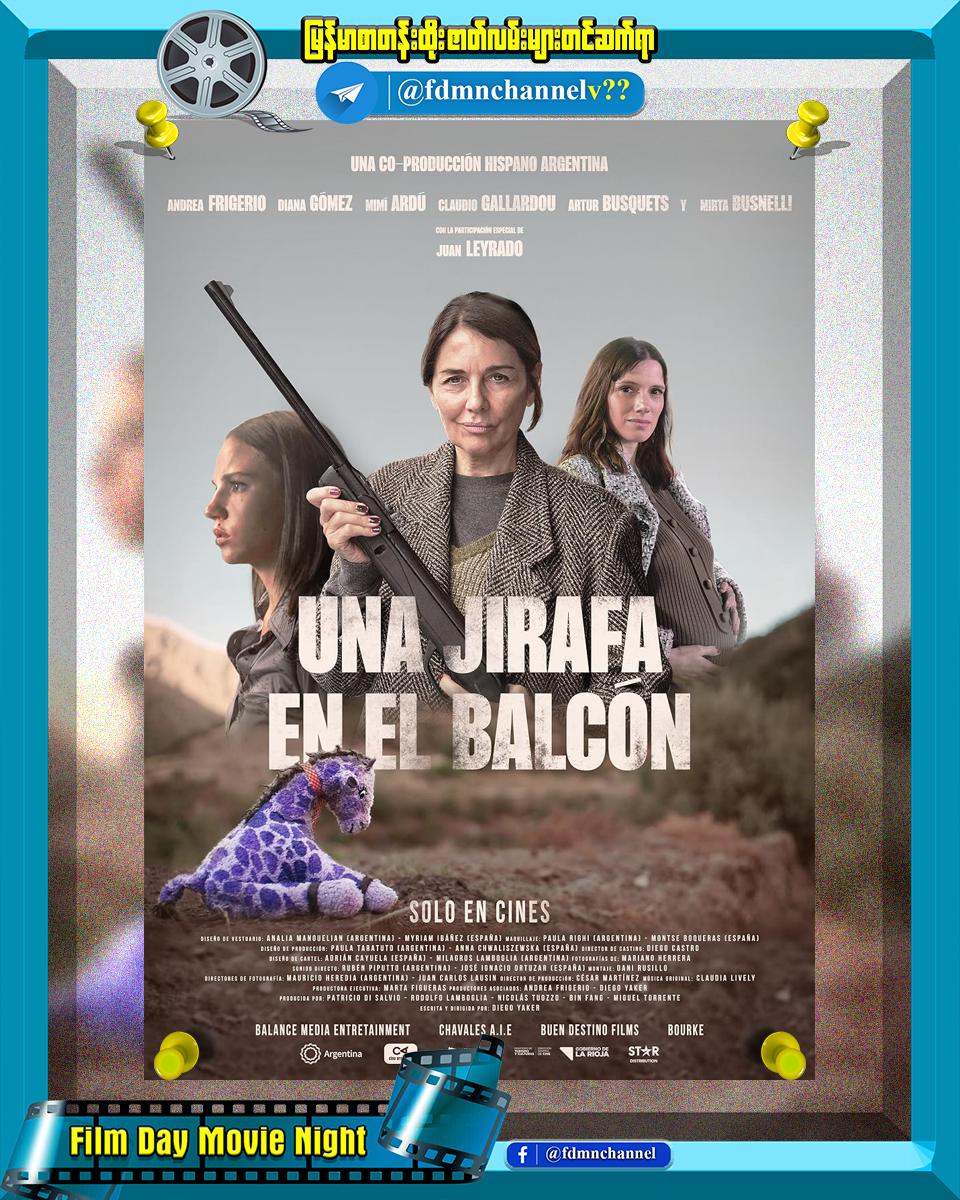 မြန်မာစာတန်းထိုးဇာတ်လမ်းများတင်ဆက်ရာ
@fdmnchannelv??
UNA CO-PRODUCCIÓN HISPANO ARGENTINA
ANDREA FRIGERIO DIANA GÓMEZ MIMÍ ARDÚ CLAUDIO GALLARDOU ARTUR BUSQUETS Y MIRTA BUSNELLI
CON LA PARTICIPACIÓN ESPECIAL DE
JUAN LEYRADO
UNA JIRAFA
EN EL BALCÓN
SOLO EN CINES
DISEÑO DE VESTUARIO: ANALIA MANOUELIAN (ARGENTINA) - MYRIAM IBÁÑEZ (ESPAÑA) MAQUILLAJE: PAULA RIGHI (ARGENTINA) - MONTSE BOQUERAS (ESPAÑA)
DISEÑO DE PRODUCCIÓN: PAULA TARATUTO (ARGENTINA) - ANNA CHWALISZEWSKA (ESPAÑA) DIRECTOR DE CASTING: DIEGO CASTRO
DISEÑO DE CARTEL: ADRIÁN CAYUELA (ESPAÑA) - MILAGROS LAMBOGLIA (ARGENTINA) FOTOGRAFÍAS DE: MARIANO HERRERA
SONIDO DIRECTO: RUBÉN PIPUTTO (ARGENTINA) - JOSÉ IGNACIO ORTUZAR (ESPAÑA) MONTAJE: DANI RUSILLO
DIRECTORES DE FOTOGRAFÍA: MAURICIO HEREDIA (ARGENTINA) - JUAN CARLOS LAUSIN DIRECTOR DE PRODUCCIÓN: CÉSAR MARTÍNEZ MÚSICA ORIGINAL: CLAUDIA LIVELY
PRODUCTORA EJECUTIVA: MARTA FIGUERAS PRODUCTORES ASOCIADOS: ANDREA FRIGERIO - DIEGO YAKER
PRODUCIDA POR: PATRICIO DI SALVIO - RODOLFO LAMBOGLIA - NICOLÁS TUOZZO - BIN FANG - MIGUEL TORRENTE
ESCRITA Y DIRIGIDA POR: DIEGO YAKER
BALANCE MEDIA ENTRETAINMENT CHAVALES A.I.E BUEN DESTINO FILMS BOURKE
Argentina GOBIERNO DE LA RIOJA STAR DISTRIBUTION
Film Day Movie Night
@fdmnchannel